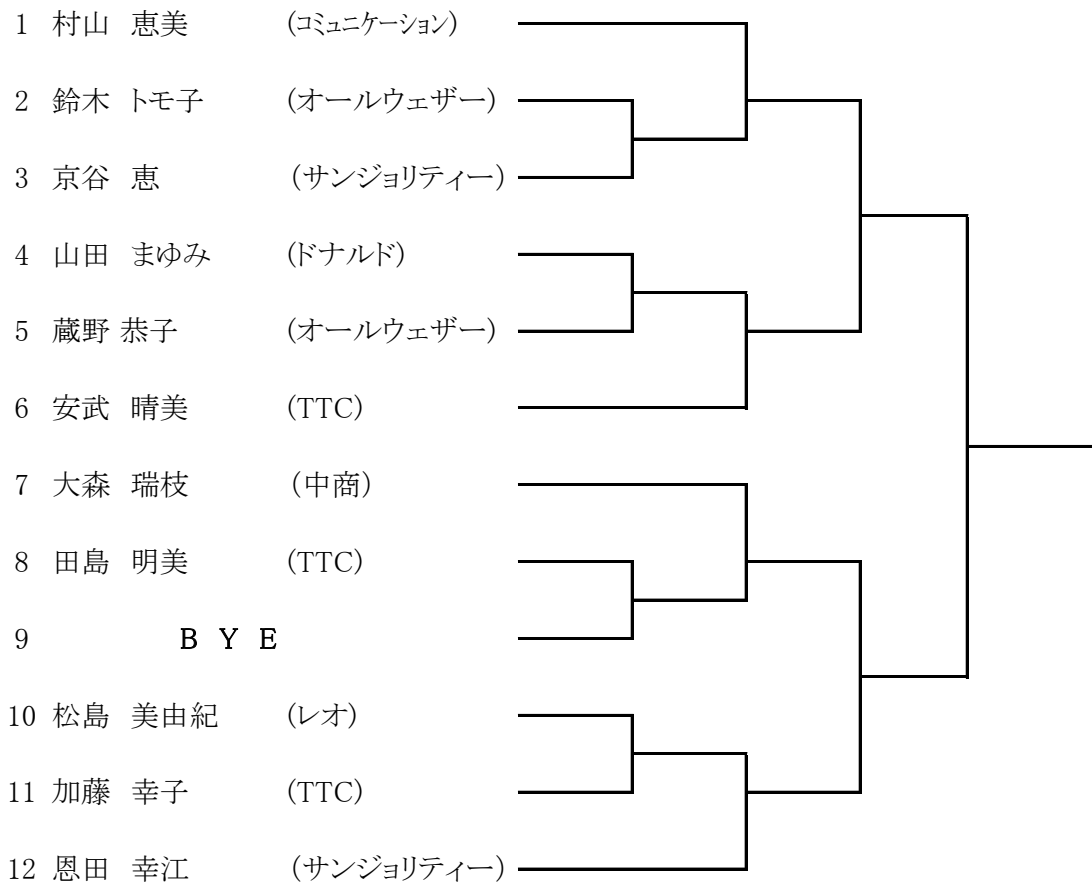 1 村山 恵美 (コミュニケーション)
2 鈴木 トモ子 (オールウェザー)
3 京谷 恵 (サンジョリティー)
4 山田 まゆみ (ドナルド)
5 蔵野 恭子 (オールウェザー)
6 安武 晴美 (TTC)
7 大森 瑞枝 (中商)
8 田島 明美 (TTC)
9 B Y E
10 松島 美由紀 (レオ)
11 加藤 幸子 (TTC)
12 恩田 幸江 (サンジョリティー)